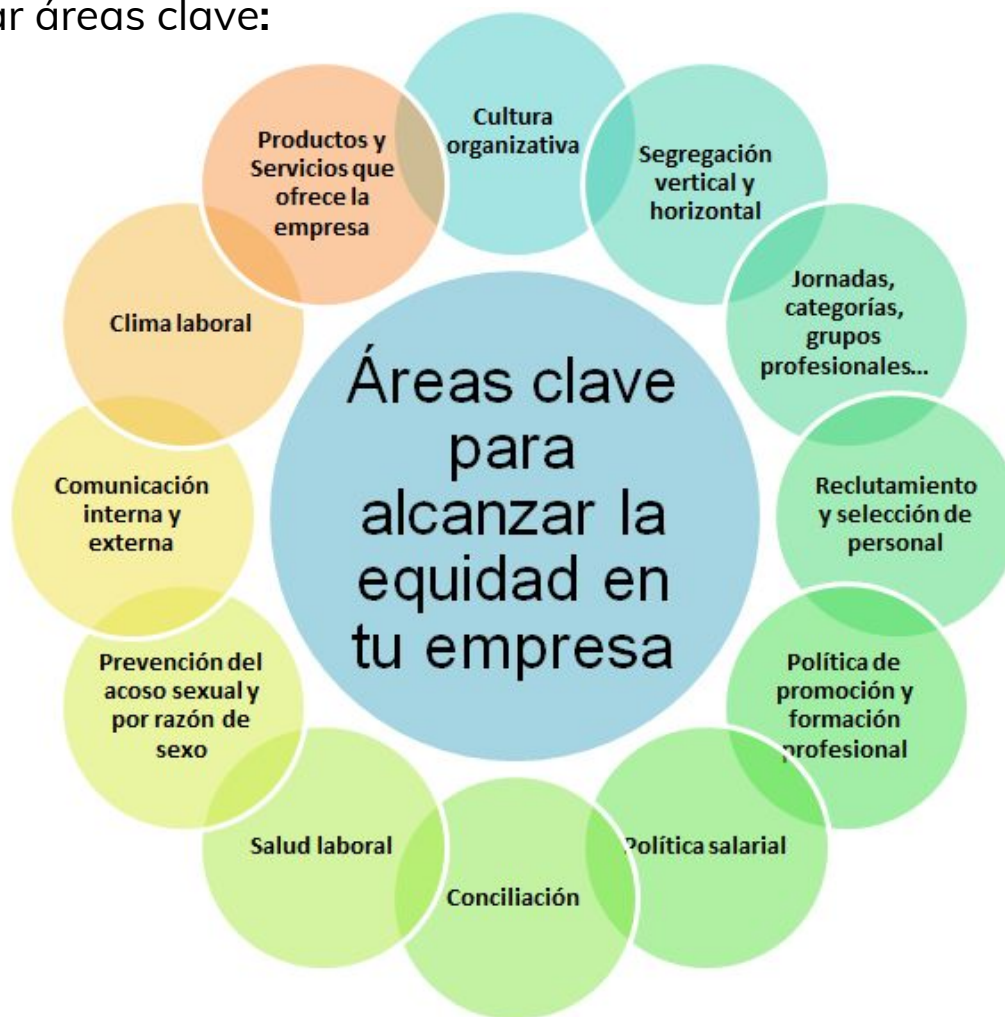 ar áreas clave:
Cultura
organizativa
Segregación
vertical y
horizontal
Jornadas,
categorías,
grupos
profesionales...
Reclutamiento
y selección de
personal
Política de
promoción y
formación
profesional
Política salarial
Conciliación
Salud laboral
Prevención del
acoso sexual y
por razón de
sexo
Comunicación
interna y
externa
Clima laboral
Productos y
Servicios que
ofrece la
empresa
Áreas clave
para
alcanzar la
equidad en
tu empresa